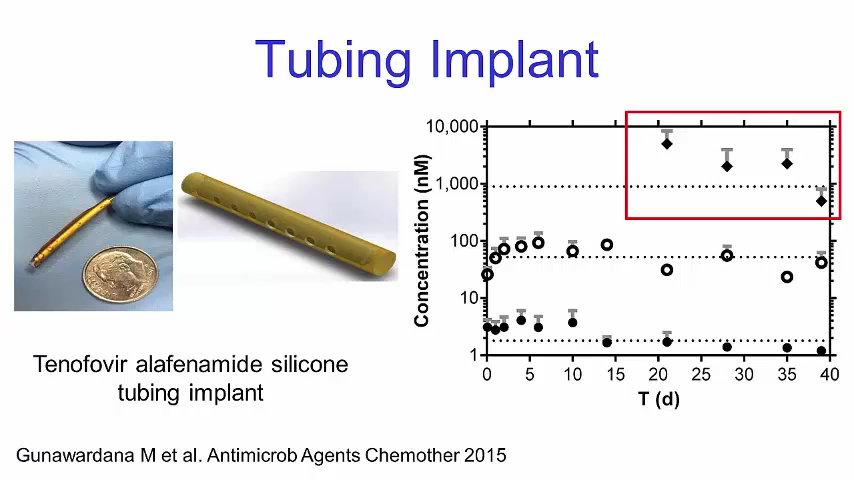 Tubing Implant
Tenofovir alafenamide silicone
tubing implant
Concentration (nM)
10,000
1,000
100
10
1
0 5 10 15 20 25 30 35 40
T (d)
Gunawardana M et al. Antimicrob Agents Chemother 2015